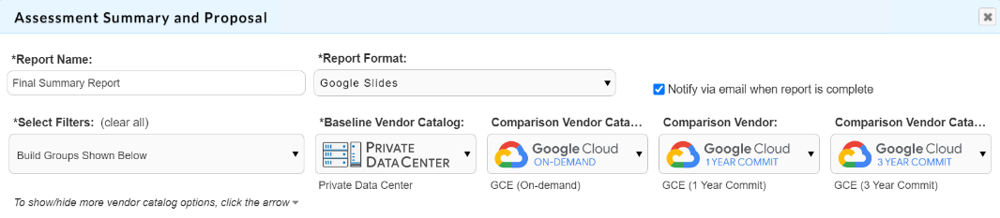 Assessment Summary and Proposal
*Report Name:
*Report Format:
Final Summary Report
Google Slides
Notify via email when report is complete
*Select Filters: (clear all)
*Baseline Vendor Catalog:
Comparison Vendor Cata...
Comparison Vendor:
Comparison Vendor Cata...
Build Groups Shown Below
PRIVATE
DATA CENTER
Google Cloud
ON-DEMAND
Google Cloud
1 YEAR COMMIT
Google Cloud
3 YEAR COMMIT
Private Data Center
GCE (On-demand)
GCE (1 Year Commit)
GCE (3 Year Commit)
To show/hide more vendor catalog options, click the arrow